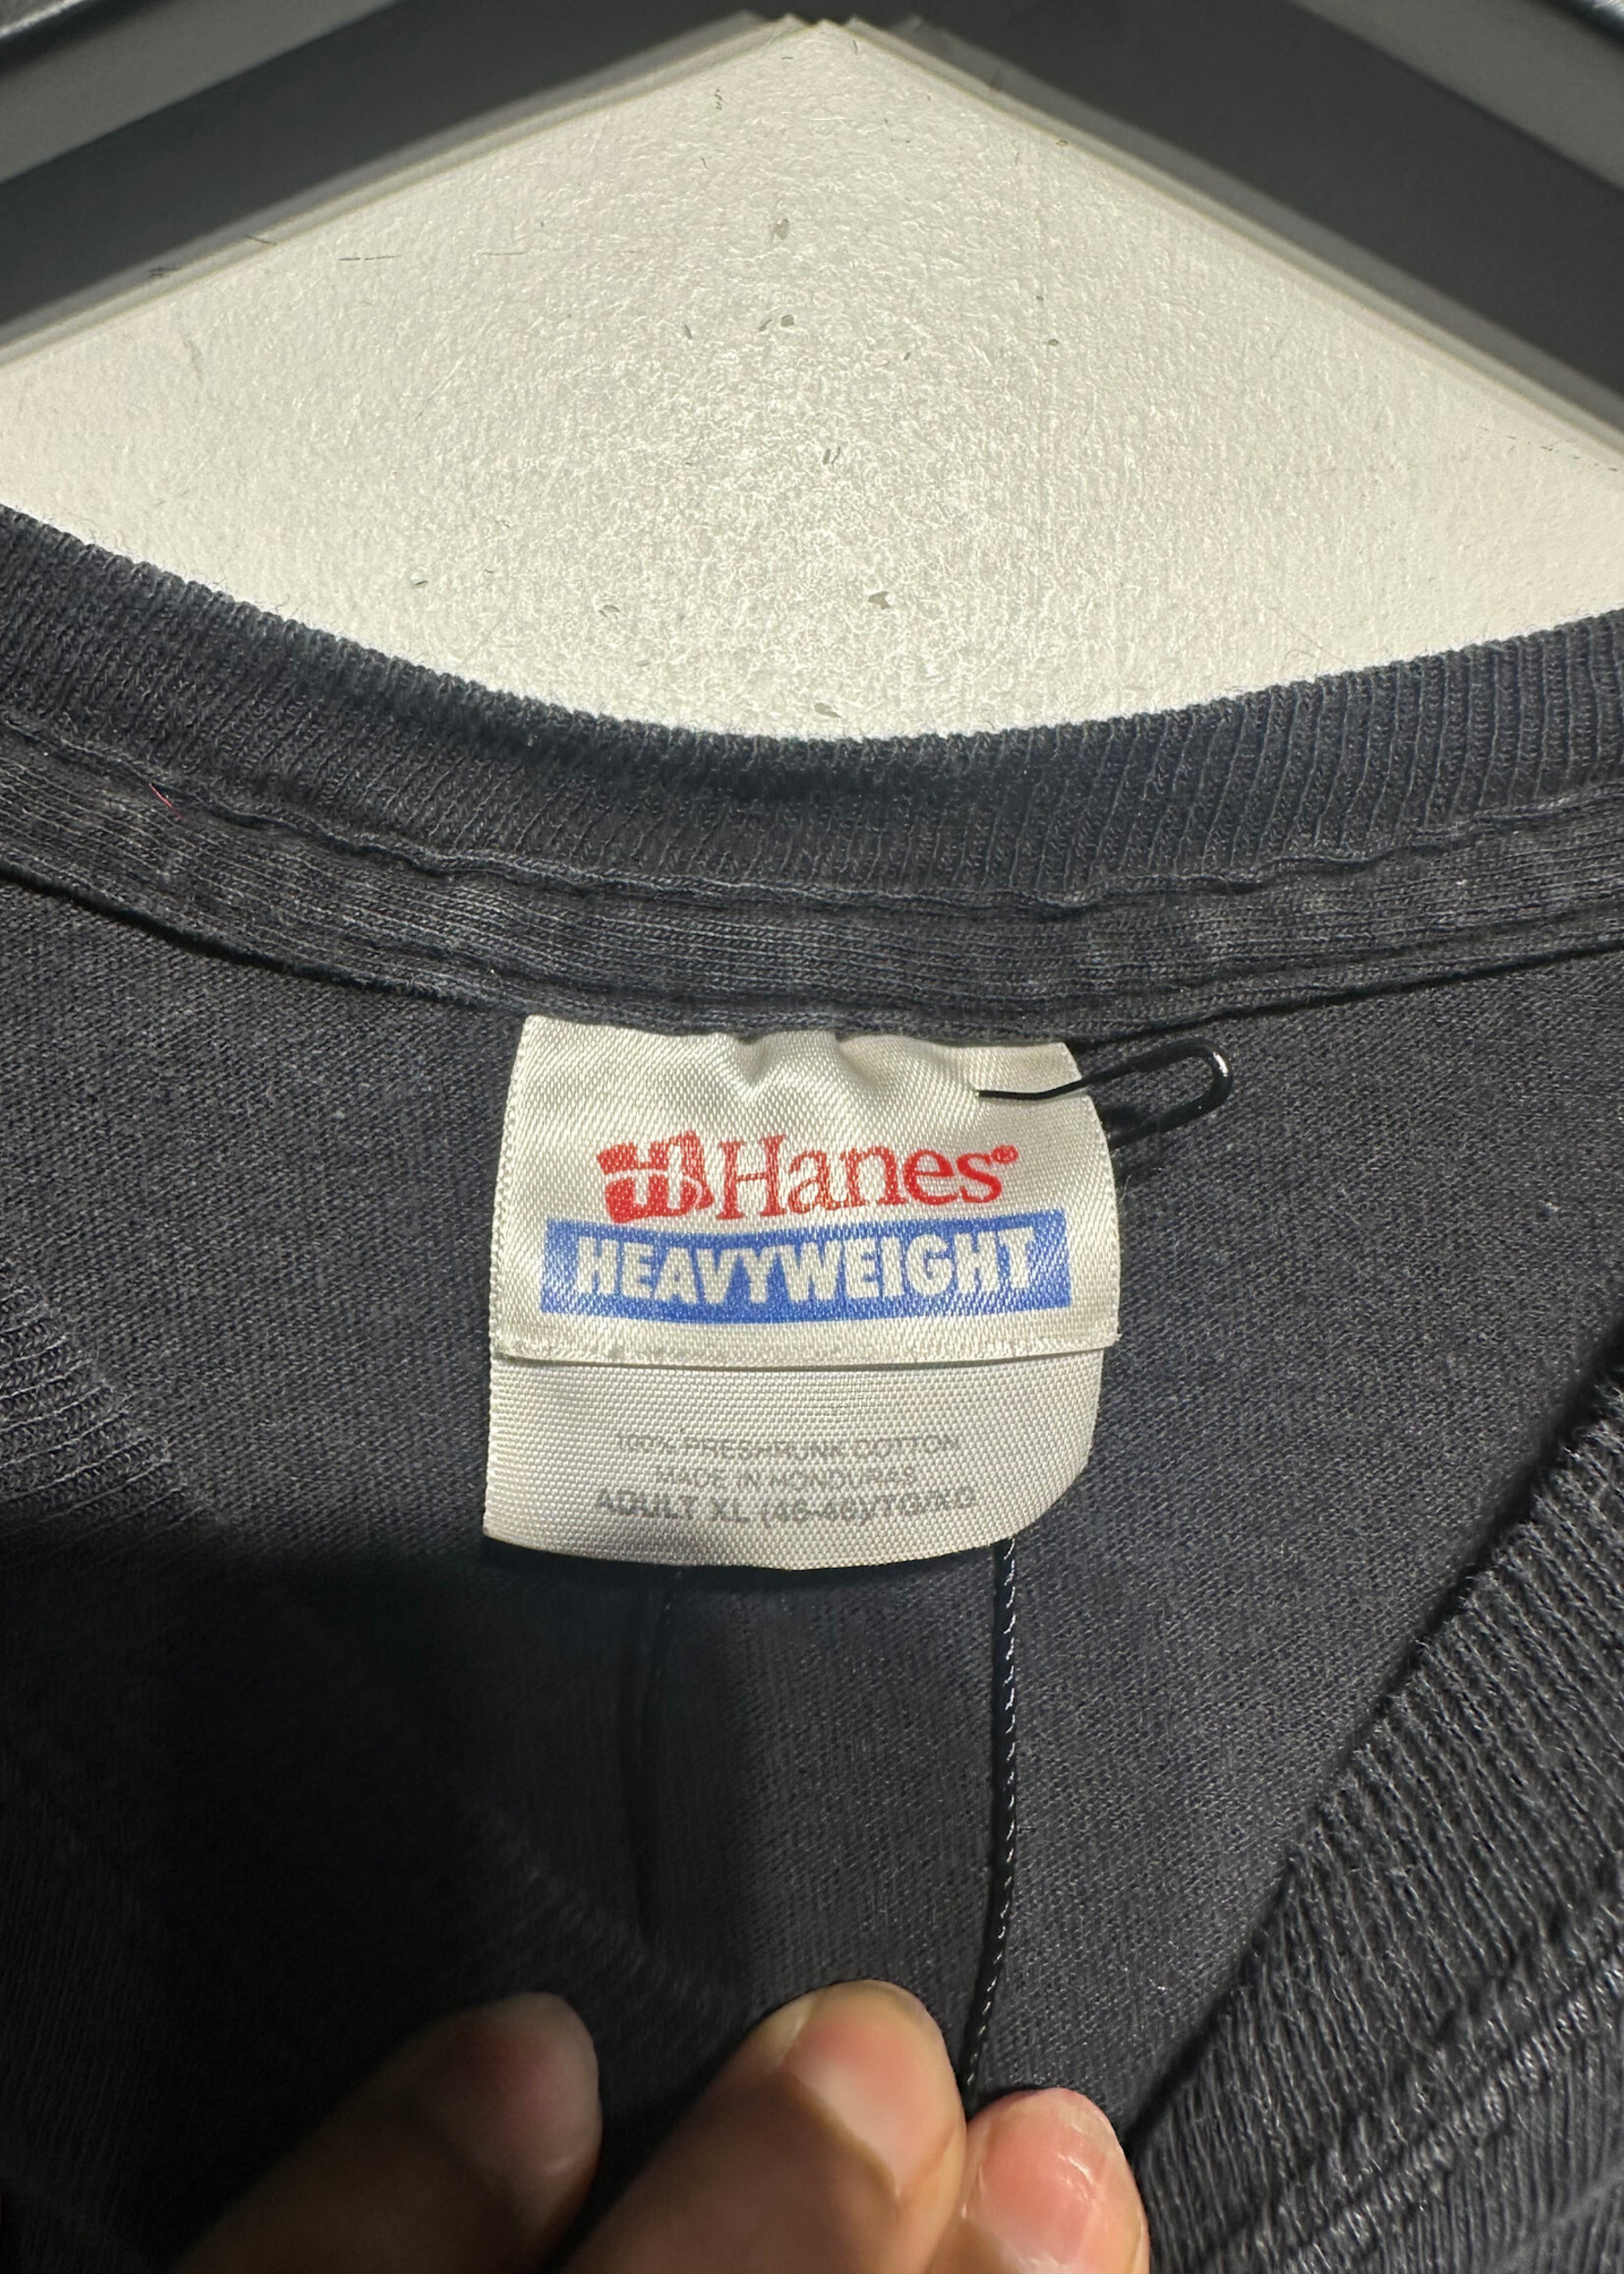 H Hanes®
HEAVYWEIGHT
100% PRESHRUNK COTTON
MADE IN HONDURAS
ADULT XL (46-48)/TG/XG